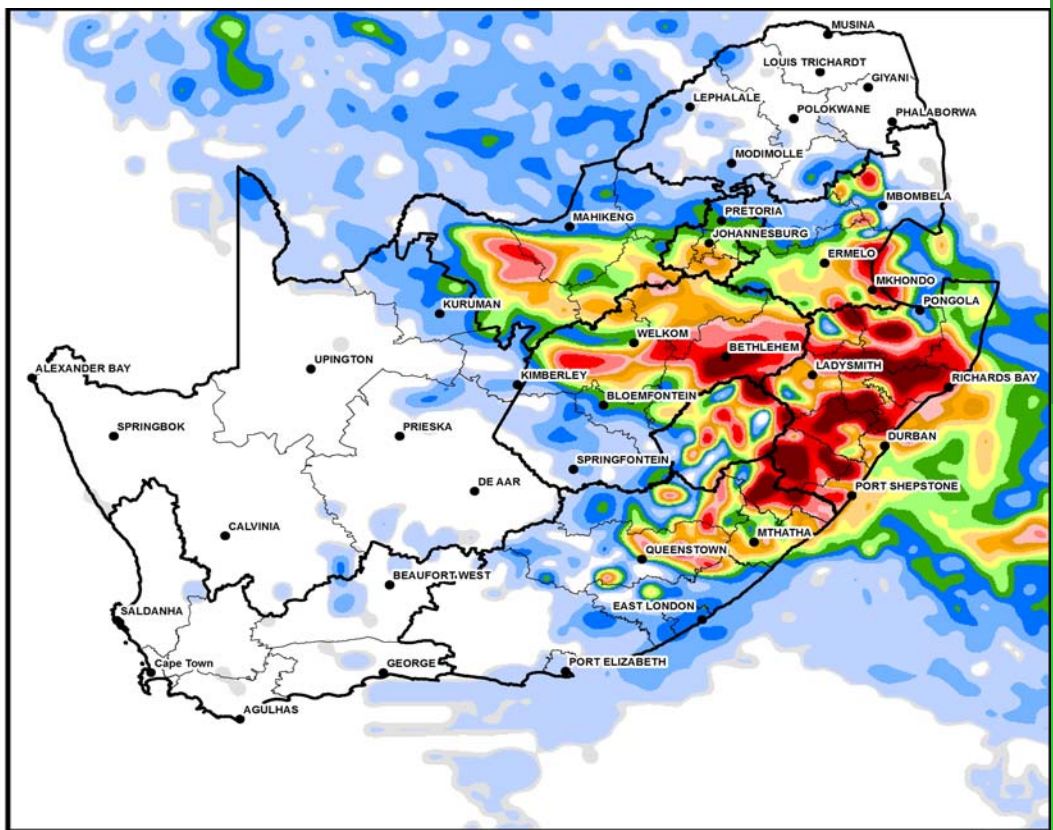 MUSINA
LOUIS TRICHARDT
GIYANI
LEPHALALE
POLOKWANE
PHALABORWA
MODIMOLLE
MBOMBELA
PRETORIA
MAHIKENG
JOHANNESBURG
ERMELO
MKHONDO
PONGOLA
KURUMAN
WELKOM
BETHLEHEM
UPINGTON
LADYSMITH
ALEXANDER BAY
KIMBERLEY
RICHARDS BAY
BLOEMFONTEIN
SPRINGBOK
PRIESKA
DURBAN
SPRINGFONTEIN
DE AAR
PORT SHEPSTONE
CALVINIA
MTHATHA
QUEENSTOWN
BEAUFORT WEST
EAST LONDON
SALDANHA
Cape Town
GEORGE
PORT ELIZABETH
AGULHAS